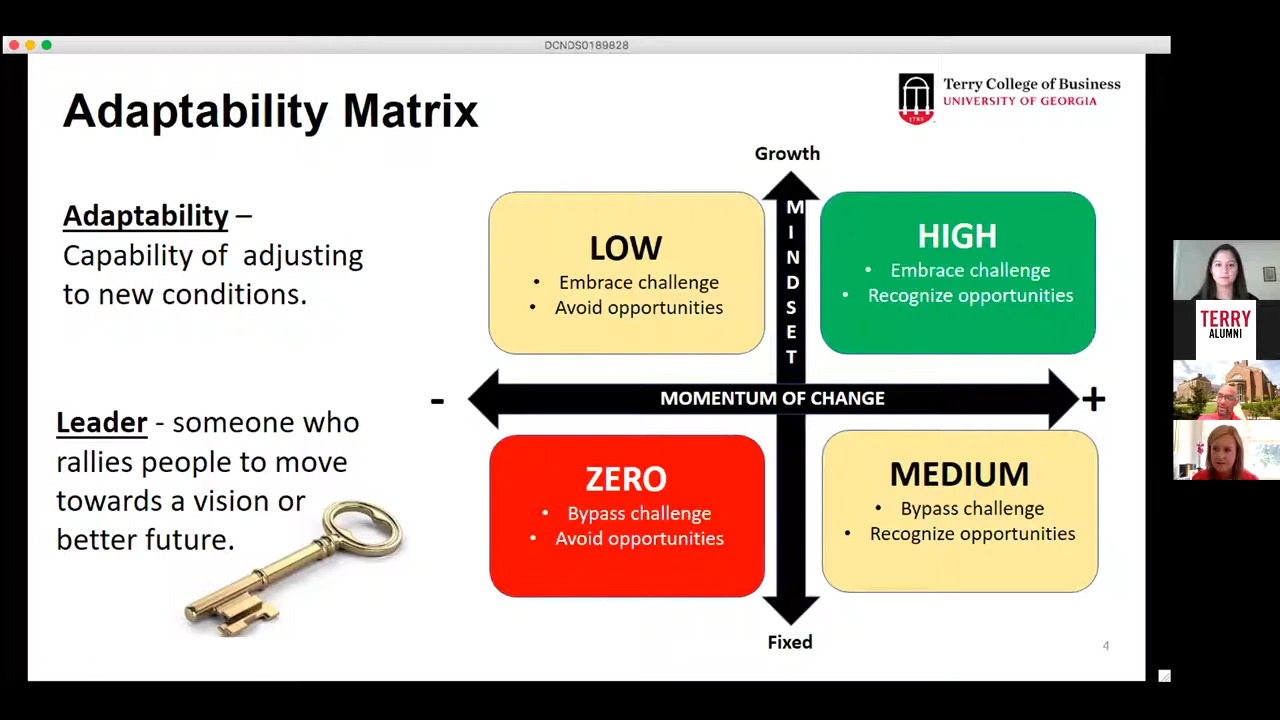 DCNDS0189828
Adaptability Matrix
Terry College of Business
UNIVERSITY OF GEORGIA
1785
Adaptability –
Capability of  adjusting
to new conditions.
Leader - someone who
rallies people to move
towards a vision or
better future.
Growth
MINDSET
LOW
• Embrace challenge
• Avoid opportunities
HIGH
• Embrace challenge
• Recognize opportunities
-
MOMENTUM OF CHANGE
+
ZERO
• Bypass challenge
• Avoid opportunities
MEDIUM
• Bypass challenge
• Recognize opportunities
Fixed
4
TERRY
ALUMNI